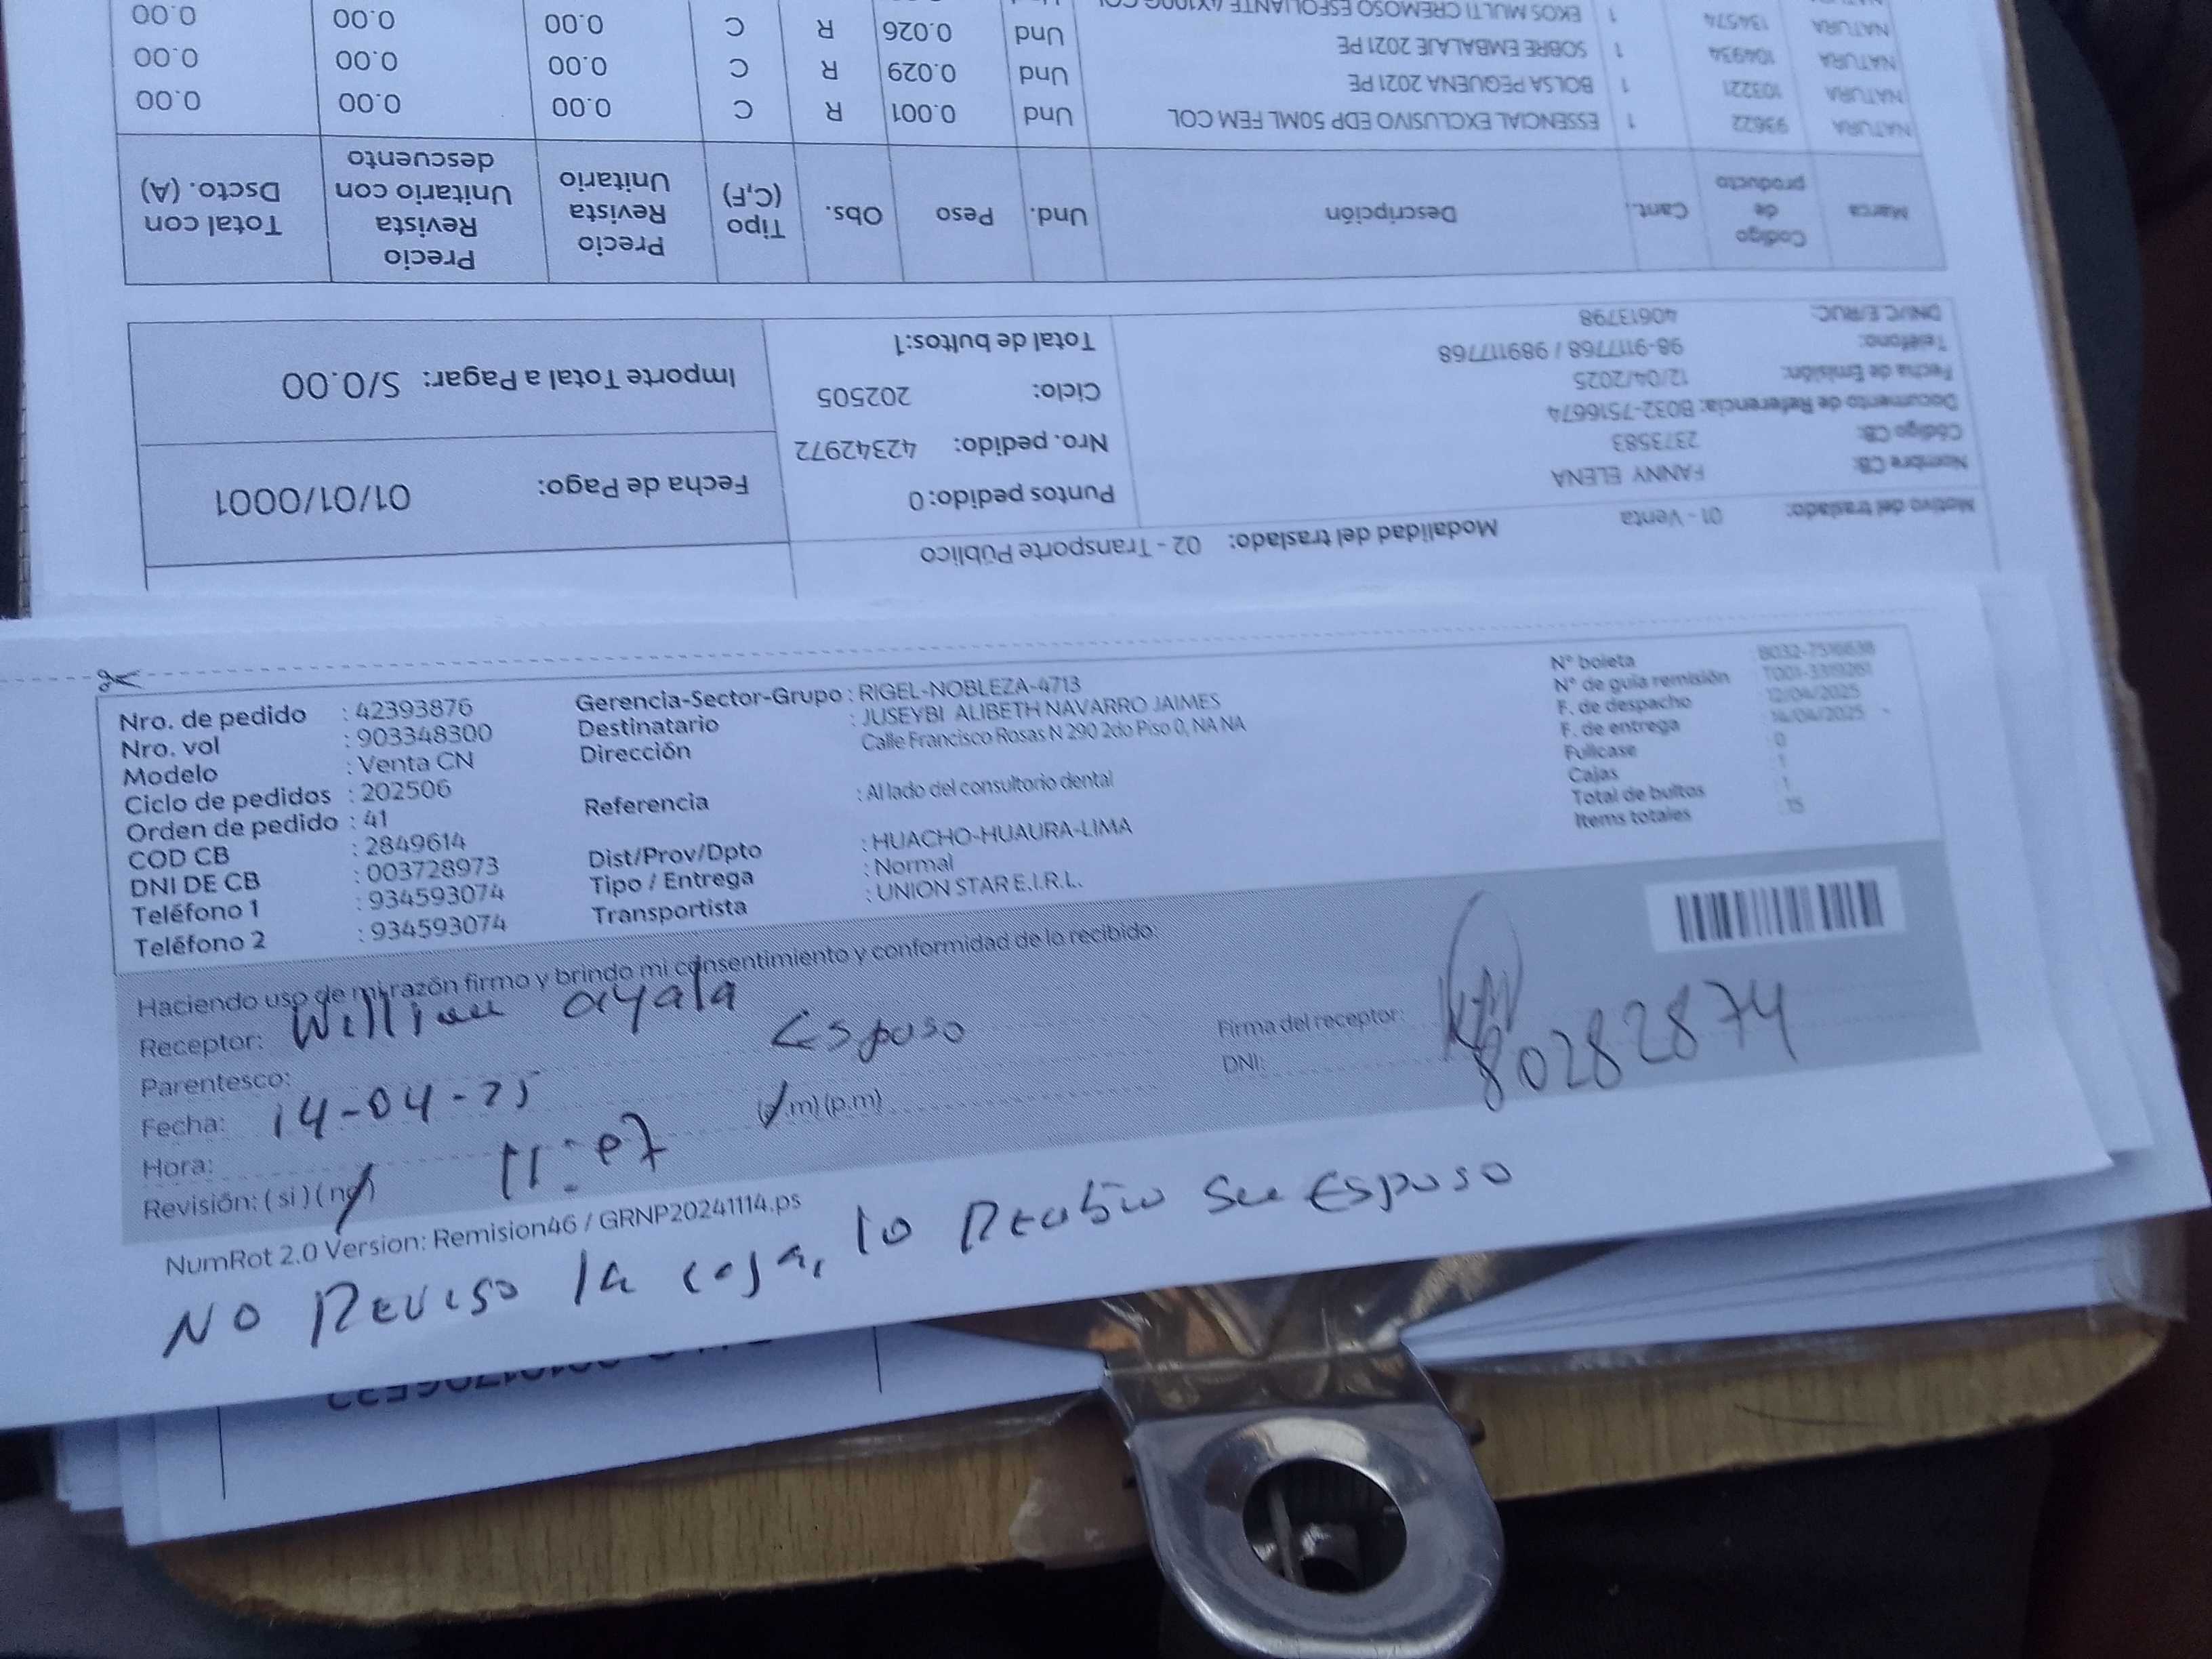 Nro. de pedido : 42393876
Nro. vol : 903348300
Modelo : Venta CN
Ciclo de pedidos : 202506
Orden de pedido : 41
COD CB : 2849614
DNI DE CB : 003728973
Teléfono 1 : 934593074
Teléfono 2 : 934593074
Gerencia-Sector-Grupo : RIGEL-NOBLEZA-4713
Destinatario : JUSEYBI ALIBETH NAVARRO JAIMES
Dirección Calle Francisco Rosas N 290 2do Piso 0, NA NA
Referencia : Al lado del consultorio dental
Dist/Prov/Dpto : HUACHO-HUAURA-LIMA
Tipo / Entrega : Normal
Transportista : UNION STAR E.I.R.L.
N° boleta
N° de guía remisión
F. de despacho 12/04/2025
F. de entrega 14/04/2025
Fullcase 0
Cajas 1
Total de bultos 1
Items totales 15
Haciendo uso de mi razón firmo y brindo mi consentimiento y conformidad de lo recibido:
Receptor: William ayala
Parentesco: Esposo
Fecha: 14-04-25
Hora: 11:07 (a.m) (p.m)
Revisión: ( si ) ( no )
Firma del receptor:
DNI: 80282874
NumRot 2.0 Version: Remision46 / GRNP20241114.ps
No Reviso la caja, lo Recibio su Esposo
Motivo del traslado: 01 - Venta Modalidad del traslado: 02 - Transporte Público
Nombre CB: FANNY ELENA
Código CB: 2373583
Documento de Referencia: B032-7516674
Fecha de Emisión: 12/04/2025
Teléfono: 98-9117768 / 989117768
DNI/C.E/RUC: 40613798
Puntos pedido: 0
Nro. pedido: 42342972
Ciclo: 202505
Total de bultos:1
Fecha de Pago: 01/01/0001
Importe Total a Pagar: S/0.00
Marca Codigo de producto Cant. Descripción Und. Peso Obs. Tipo (C,F) Precio Revista Unitario Precio Revista Unitario con descuento Total con Dscto. (A)
NATURA 93622 1 ESSENCIAL EXCLUSIVO EDP 50ML FEM COL Und 0.001 R C 0.00 0.00 0.00
NATURA 103221 1 BOLSA PEQUENA 2021 PE Und 0.029 R C 0.00 0.00 0.00
NATURA 104934 1 SOBRE EMBALAJE 2021 PE Und 0.026 R C 0.00 0.00 0.00
NATURA 134574 1 EKOS MULTI CREMOSO ESFOLIANTE